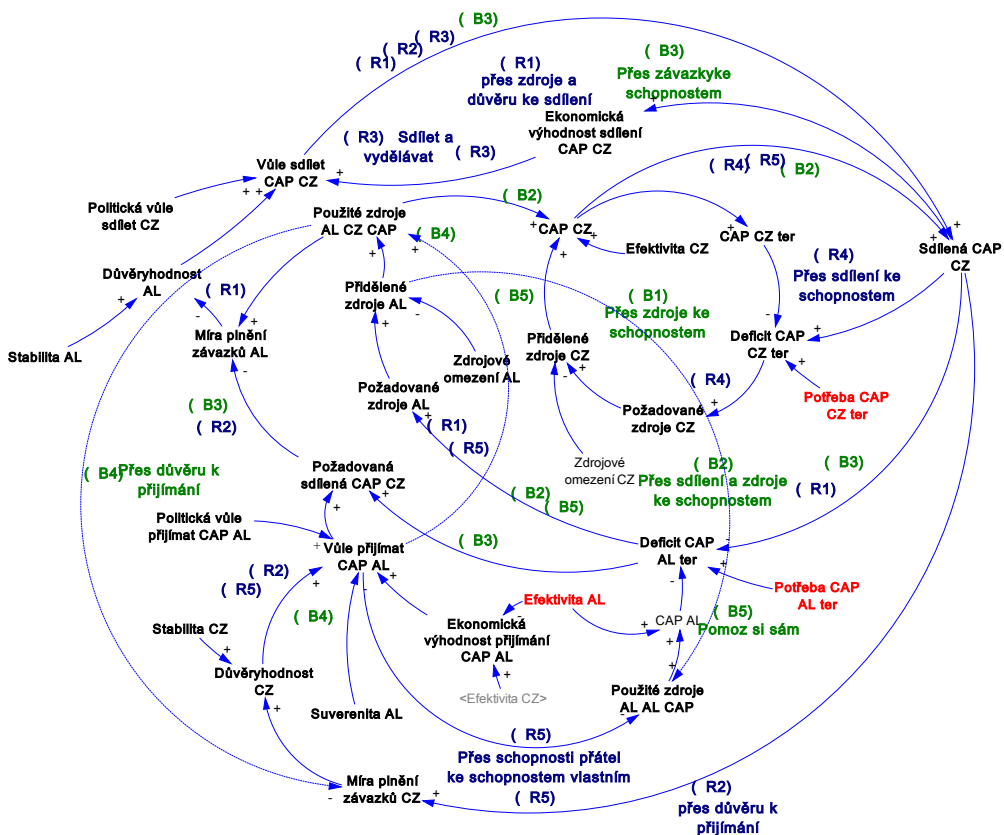 ( B3)
( R3)
( R2)
( R1)
( R1)
přes zdroje a
důvěru ke sdílení
( B3)
Přes závazkyke
schopnostem
Ekonomická
výhodnost sdílení
CAP CZ
( R3) Sdílet a
vydělávat
( R3)
Vůle sdílet
CAP CZ
( R5)
( R4)
( B2)
Politická vůle
sdílet CZ
Použité zdroje
AL CZ CAP
( B2)
CAP CZ
Efektivita CZ
CAP CZ ter
Sdílená CAP
CZ
( B4)
Důvěryhodnost
AL
( R1)
Přidělené
zdroje AL
( B5)
( B1)
Přes zdroje ke
schopnostem
( R4)
Přes sdílení ke
schopnostem
Stabilita AL
Míra plnění
závazků AL
Zdrojové
omezení AL
Přidělené
zdroje CZ
Deficit CAP
CZ ter
Požadované
zdroje AL
( R4)
Potřeba CAP
CZ ter
Požadované
zdroje CZ
( B3)
( R2)
( R1)
( R5)
Zdrojové
omezení CZ
( B2)
Přes sdílení a zdroje
ke schopnostem
( B3)
( R1)
( B4)
Přes důvěru k
přijímání
Požadovaná
sdílená CAP CZ
( B2)
( B5)
Politická vůle
přijímat CAP AL
Vůle přijímat
CAP AL
( B3)
Deficit CAP
AL ter
( R2)
( R5)
( B4)
Efektivita AL
Potřeba CAP
AL ter
Stabilita CZ
Ekonomická
výhodnost přijímání
CAP AL
CAP AL
( B5)
Pomoz si sám
Důvěryhodnost
CZ
Suverenita AL
<Efektivita CZ>
Použité zdroje
AL AL CAP
( R5)
Přes schopnosti přátel
ke schopnostem vlastním
( R5)
Míra plnění
závazků CZ
( R2)
přes důvěru k
přijímání